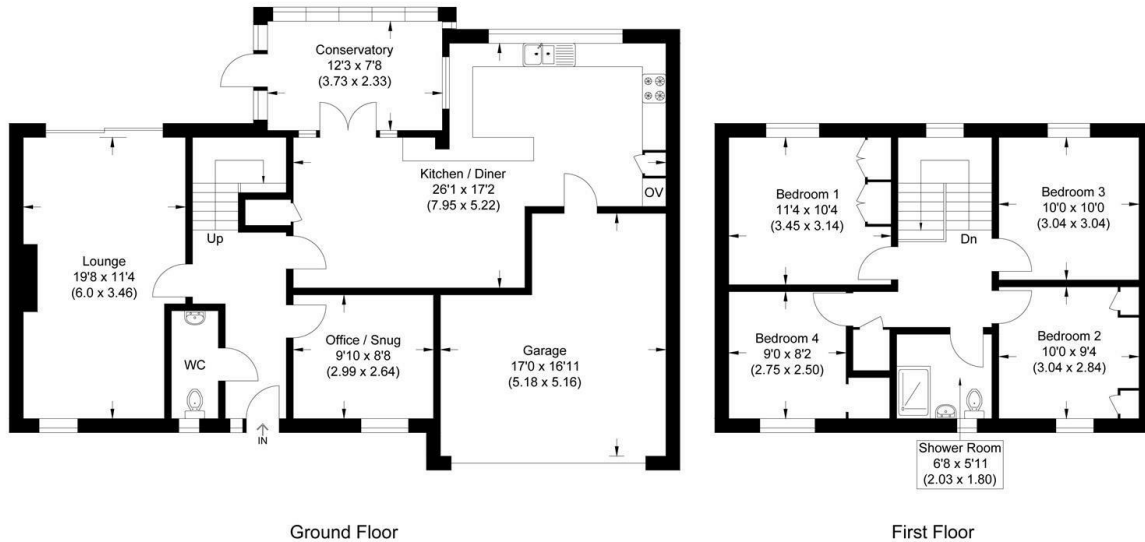 Conservatory
12'3 x 7'8
(3.73 x 2.33)
Kitchen / Diner
26'1 x 17'2
(7.95 x 5.22)
OV
Up
Lounge
19'8 x 11'4
(6.0 x 3.46)
WC
Office / Snug
9'10 x 8'8
(2.99 x 2.64)
Garage
17'0 x 16'11
(5.18 x 5.16)
IN
Ground Floor
Bedroom 1
11'4 x 10'4
(3.45 x 3.14)
Bedroom 3
10'0 x 10'0
(3.04 x 3.04)
Dn
Bedroom 4
9'0 x 8'2
(2.75 x 2.50)
Bedroom 2
10'0 x 9'4
(3.04 x 2.84)
Shower Room
6'8 x 5'11
(2.03 x 1.80)
First Floor